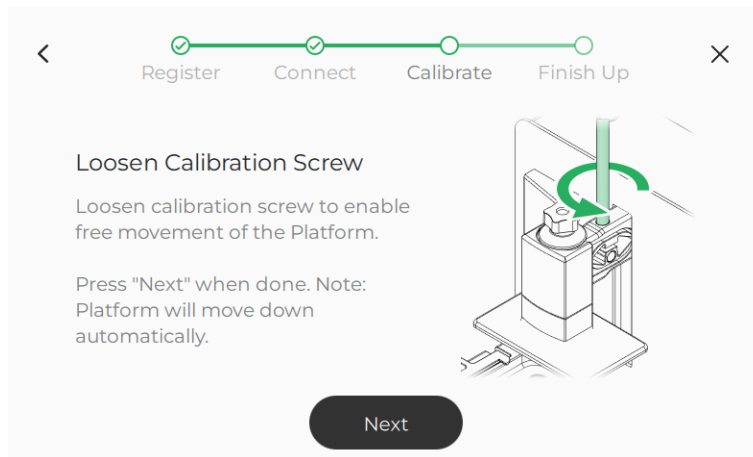 Register Connect Calibrate Finish Up
Loosen Calibration Screw
Loosen calibration screw to enable
free movement of the Platform.
Press "Next" when done. Note:
Platform will move down
automatically.
Next